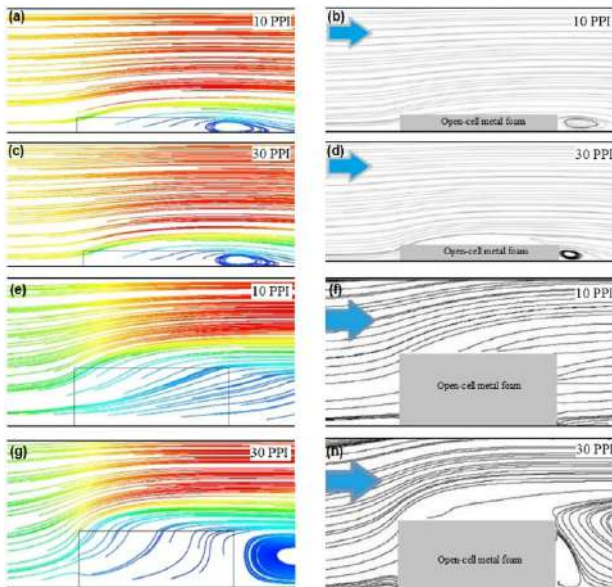 (a)
10 PPI
(b)
10 PPI
Open-cell metal foam
(c)
30 PPI
(d)
30 PPI
Open-cell metal foam
(e)
10 PPI
(f)
10 PPI
Open-cell metal foam
(g)
30 PPI
(h)
30 PPI
Open-cell metal foam